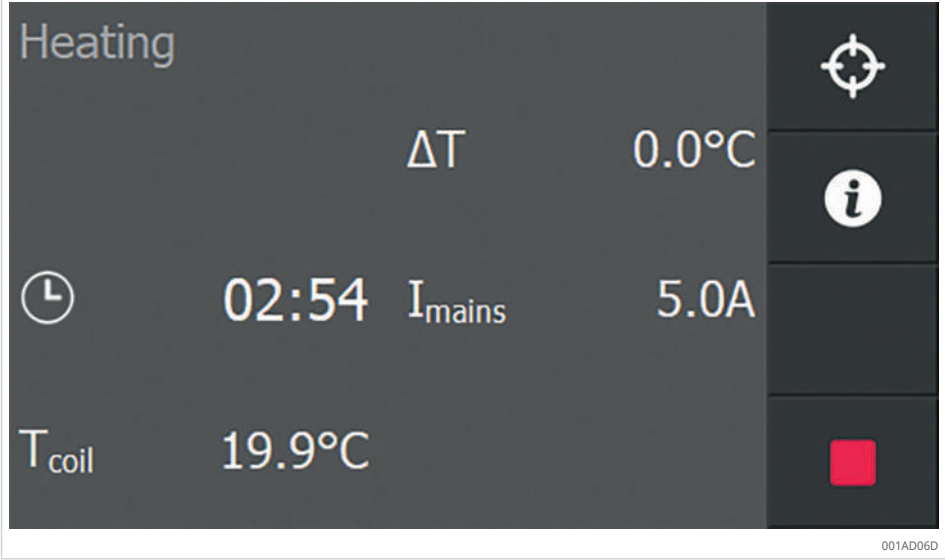 Heating
ΔT 0.0°C
02:54 Imains 5.0A
Tcoil 19.9°C
i
001AD06D